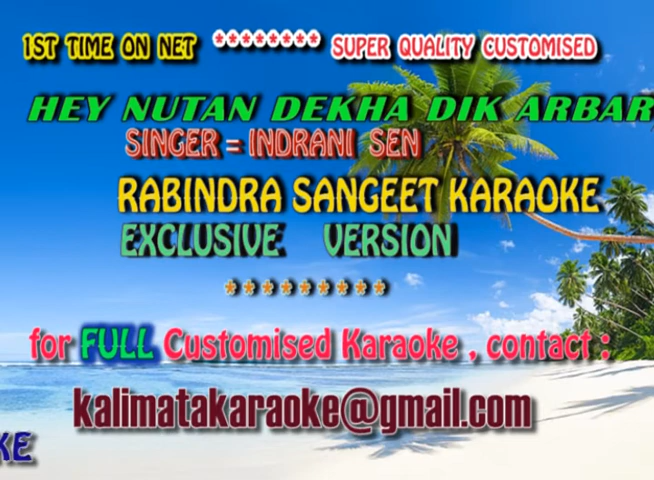 1ST TIME ON NET ******** SUPER QUALITY CUSTOMISED
HEY NUTAN DEKHA DIK ARBAR
SINGER = INDRANI SEN
RABINDRA SANGEET KARAOKE
EXCLUSIVE VERSION
*********
for FULL Customised Karaoke , contact :
kalimatakaraoke@gmail.com
KE